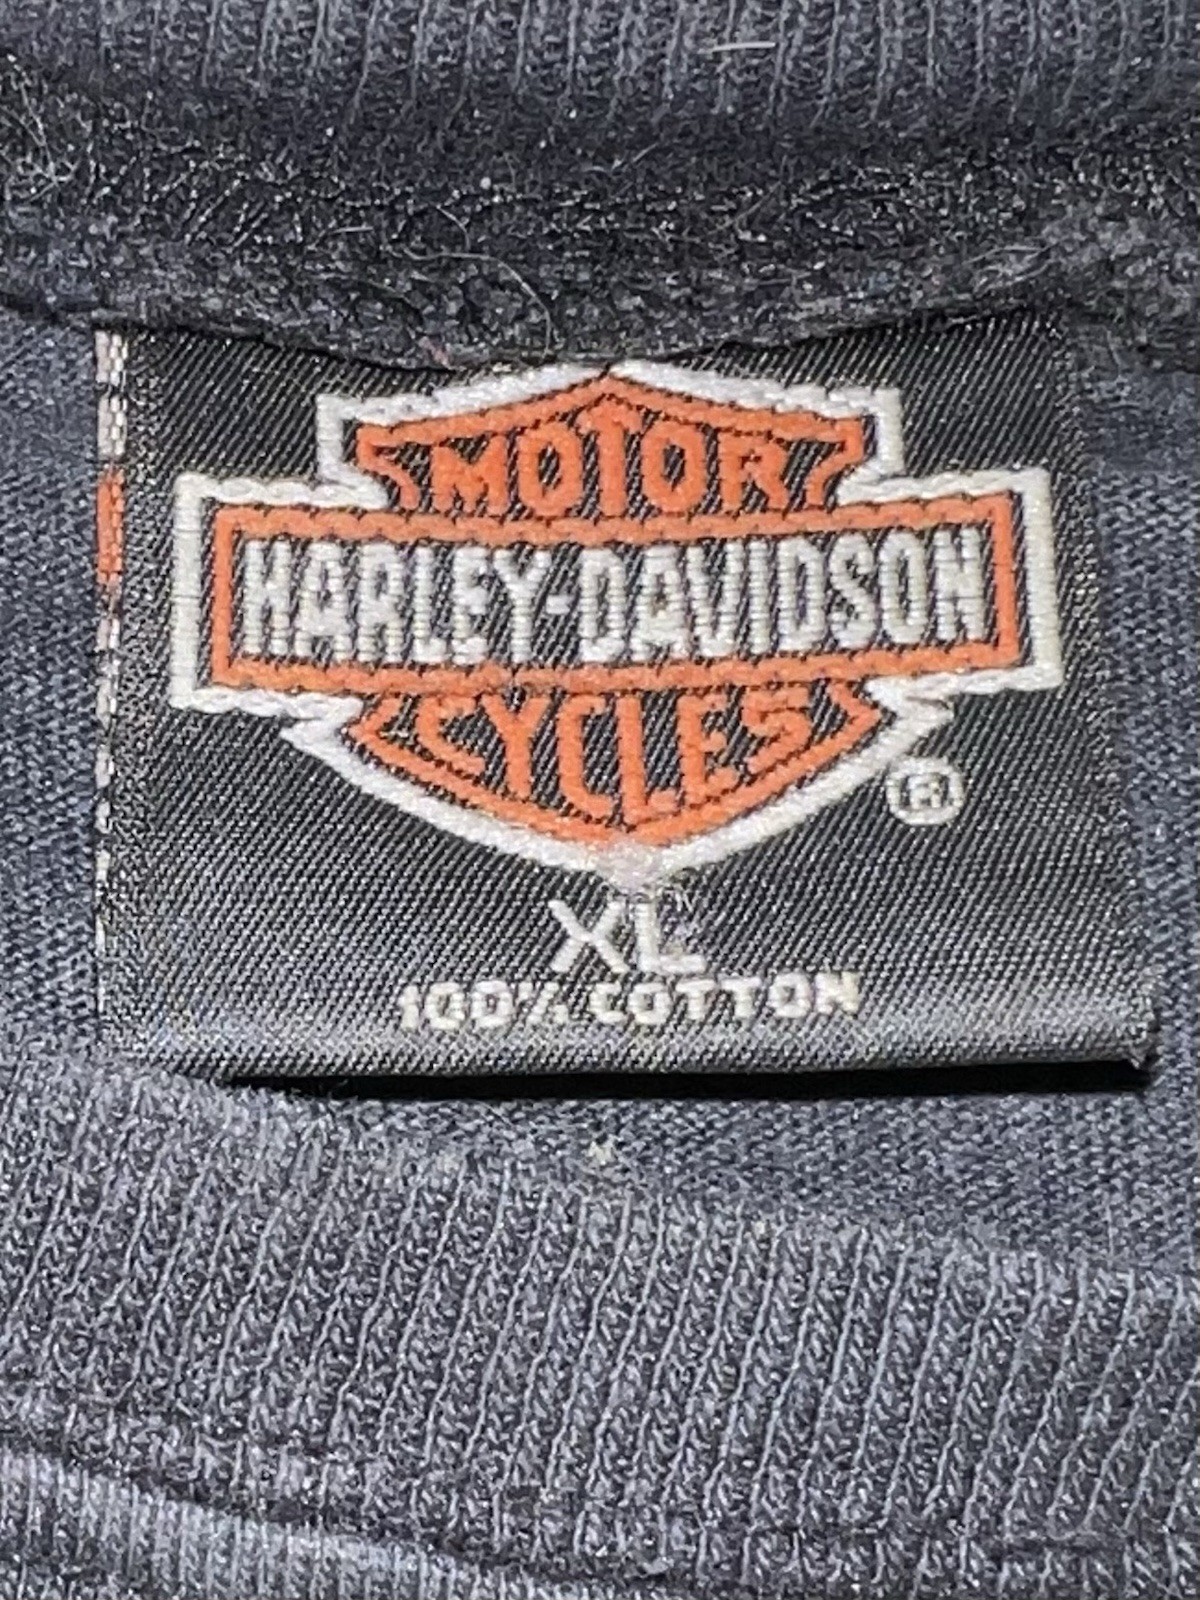 MOTOR
HARLEY-DAVIDSON
CYCLES
®
XL
100% COTTON